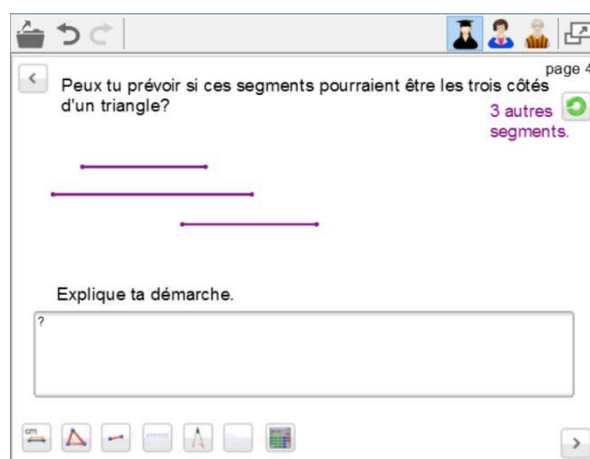 page 4
Peux tu prévoir si ces segments pourraient être les trois côtés
d'un triangle?
3 autres
segments.
Explique ta démarche.
?
cm